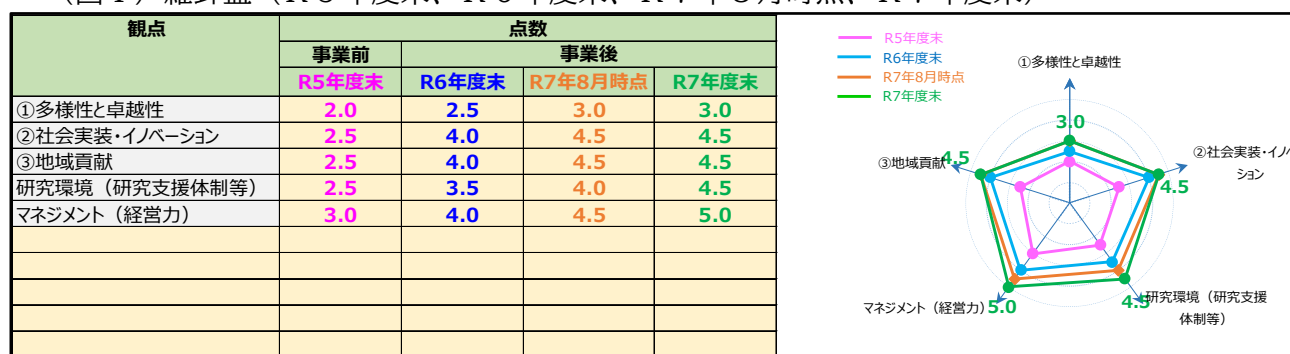 観点 点数
事業前 事業後
R5年度末 R6年度末 R7年8月時点 R7年度末
①多様性と卓越性 2.0 2.5 3.0 3.0
②社会実装・イノベーション 2.5 4.0 4.5 4.5
③地域貢献 2.5 4.0 4.5 4.5
研究環境（研究支援体制等） 2.5 3.5 4.0 4.5
マネジメント（経営力） 3.0 4.0 4.5 5.0
R5年度末
R6年度末
R7年8月時点
R7年度末
①多様性と卓越性
3.0
②社会実装・イノベ
ション
4.5
研究環境（研究支援
体制等）
4.5
マネジメント（経営力）
5.0
③地域貢献
4.5